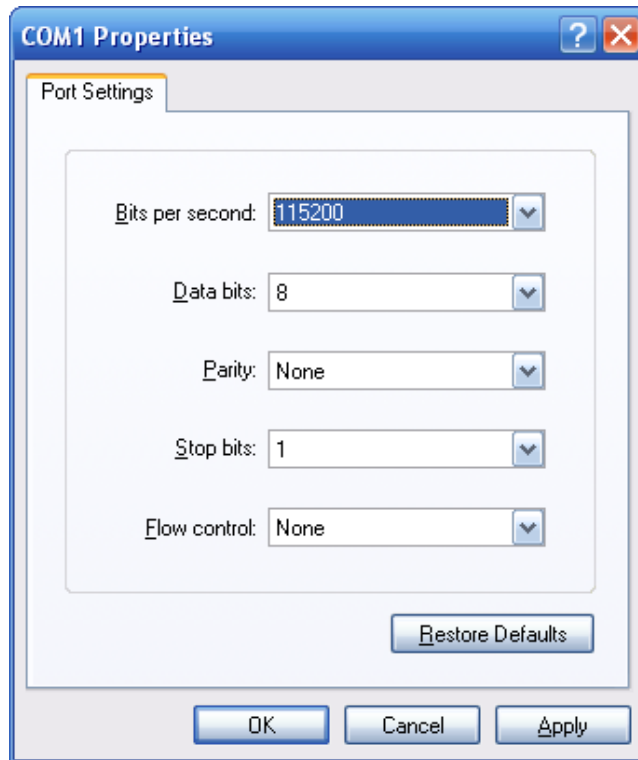 COM1 Properties
Port Settings
Bits per second: 115200
Data bits: 8
Parity: None
Stop bits: 1
Flow control: None
Restore Defaults
OK Cancel Apply